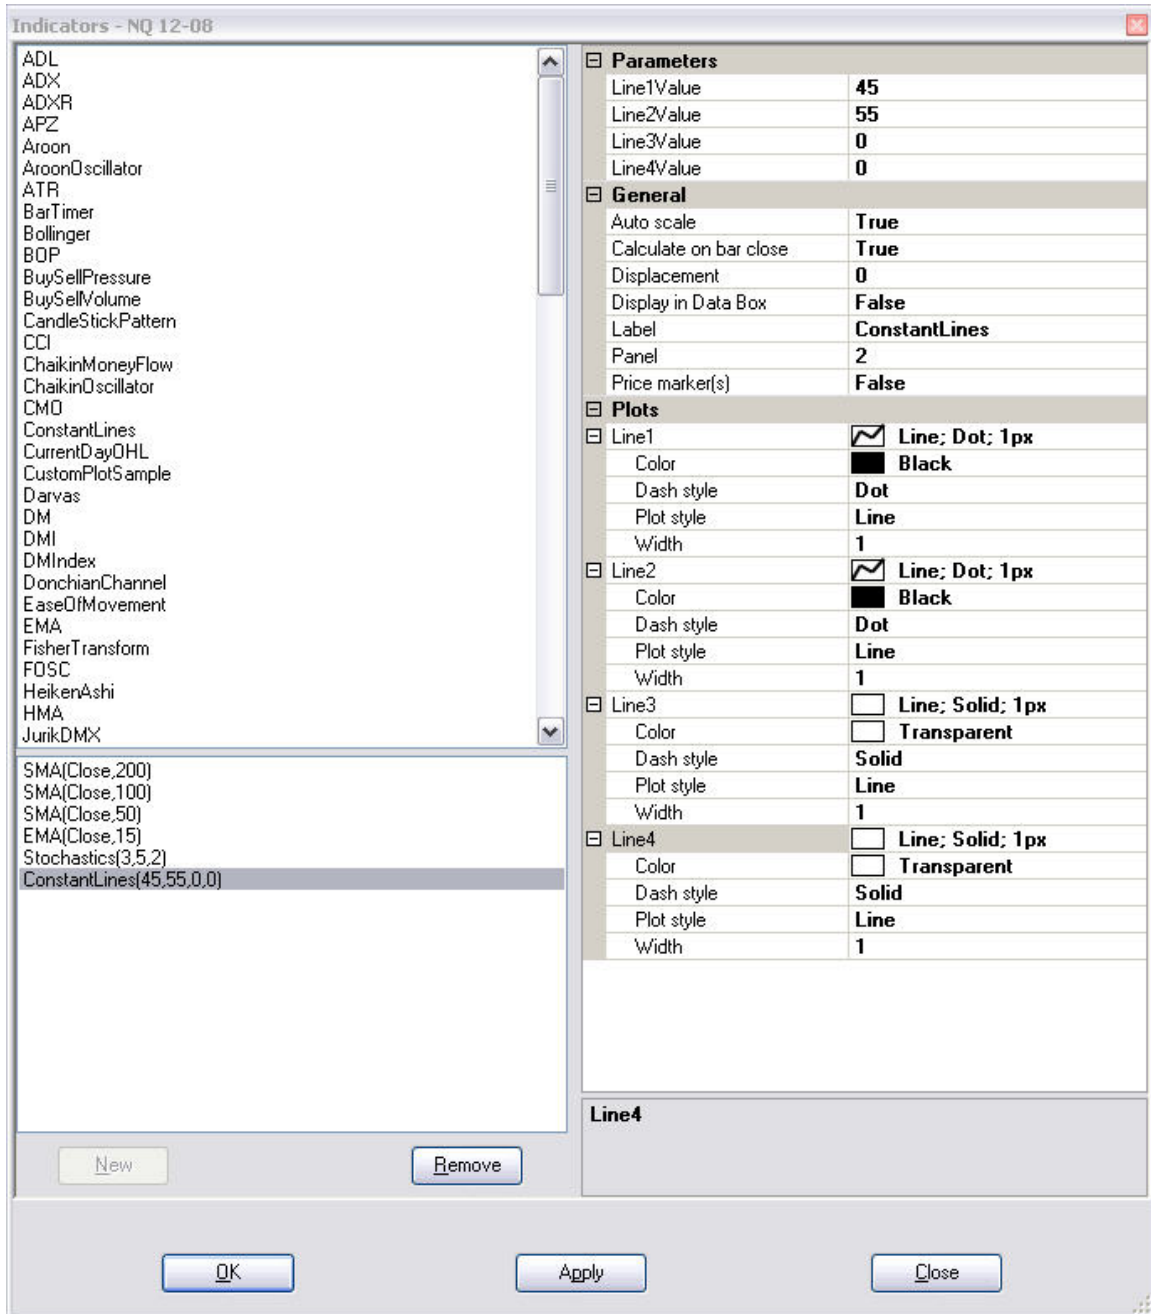 Indicators - NQ 12-08
ADL
ADX
ADXR
APZ
Aroon
AroonOscillator
ATR
BarTimer
Bollinger
BOP
BuySellPressure
BuySellVolume
CandleStickPattern
CCI
ChaikinMoneyFlow
ChaikinOscillator
CMO
ConstantLines
CurrentDayOHL
CustomPlotSample
Darvas
DM
DMI
DMIndex
DonchianChannel
EaseOfMovement
EMA
FisherTransform
FOSC
HeikenAshi
HMA
JurikDMX
SMA(Close,200)
SMA(Close,100)
SMA(Close,50)
EMA(Close,15)
Stochastics(3,5,2)
ConstantLines(45,55,0,0)
New
Remove
Parameters
Line1Value 45
Line2Value 55
Line3Value 0
Line4Value 0
General
Auto scale True
Calculate on bar close True
Displacement 0
Display in Data Box False
Label ConstantLines
Panel 2
Price marker(s) False
Plots
Line1 Line; Dot; 1px
Color Black
Dash style Dot
Plot style Line
Width 1
Line2 Line; Dot; 1px
Color Black
Dash style Dot
Plot style Line
Width 1
Line3 Line; Solid; 1px
Color Transparent
Dash style Solid
Plot style Line
Width 1
Line4 Line; Solid; 1px
Color Transparent
Dash style Solid
Plot style Line
Width 1
Line4
OK
Apply
Close